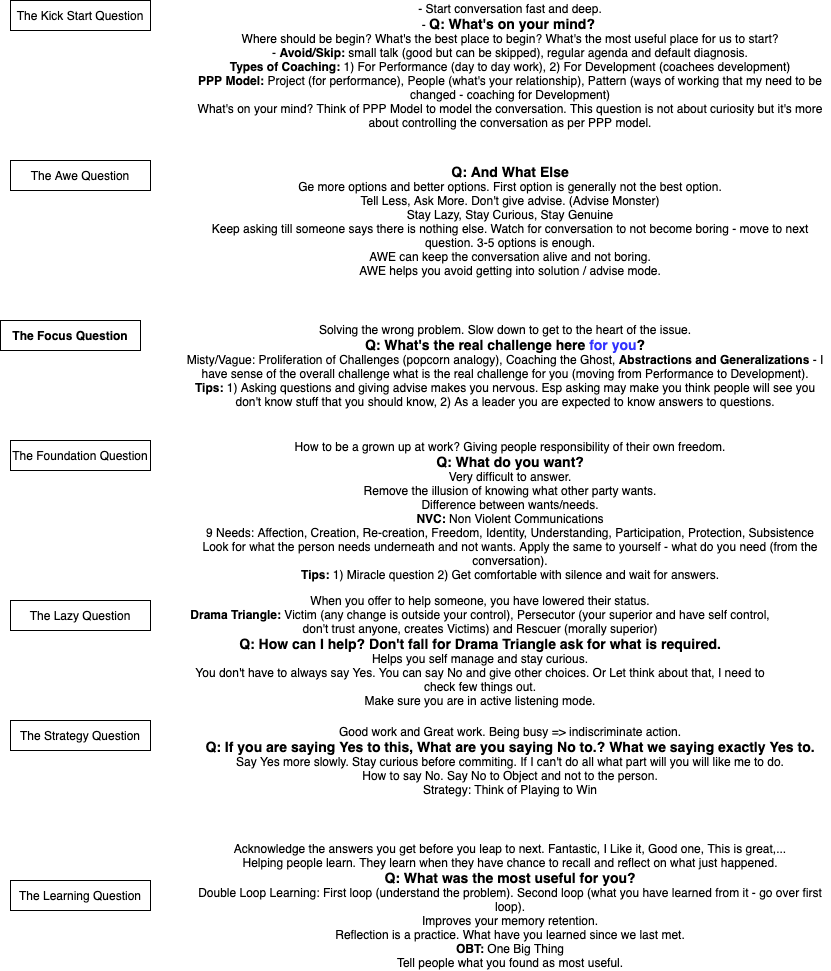 The Kick Start Question
- Start conversation fast and deep.
- Q: What's on your mind?
Where should be begin? What's the best place to begin? What's the most useful place for us to start?
- Avoid/Skip: small talk (good but can be skipped), regular agenda and default diagnosis.
Types of Coaching: 1) For Performance (day to day work), 2) For Development (coachees development)
PPP Model: Project (for performance), People (what's your relationship), Pattern (ways of working that my need to be
changed - coaching for Development)
What's on your mind? Think of PPP Model to model the conversation. This question is not about curiosity but it's more
about controlling the conversation as per PPP model.
The Awe Question
Q: And What Else
Ge more options and better options. First option is generally not the best option.
Tell Less, Ask More. Don't give advise. (Advise Monster)
Stay Lazy, Stay Curious, Stay Genuine
Keep asking till someone says there is nothing else. Watch for conversation to not become boring - move to next
question. 3-5 options is enough.
AWE can keep the conversation alive and not boring.
AWE helps you avoid getting into solution / advise mode.
The Focus Question
Solving the wrong problem. Slow down to get to the heart of the issue.
Q: What's the real challenge here for you?
Misty/Vague: Proliferation of Challenges (popcorn analogy), Coaching the Ghost, Abstractions and Generalizations - I
have sense of the overall challenge what is the real challenge for you (moving from Performance to Development).
Tips: 1) Asking questions and giving advise makes you nervous. Esp asking may make you think people will see you
don't know stuff that you should know, 2) As a leader you are expected to know answers to questions.
The Foundation Question
How to be a grown up at work? Giving people responsibility of their own freedom.
Q: What do you want?
Very difficult to answer.
Remove the illusion of knowing what other party wants.
Difference between wants/needs.
NVC: Non Violent Communications
9 Needs: Affection, Creation, Re-creation, Freedom, Identity, Understanding, Participation, Protection, Subsistence
Look for what the person needs underneath and not wants. Apply the same to yourself - what do you need (from the
conversation).
Tips: 1) Miracle question 2) Get comfortable with silence and wait for answers.
The Lazy Question
When you offer to help someone, you have lowered their status.
Drama Triangle: Victim (any change is outside your control), Persecutor (your superior and have self control,
don't trust anyone, creates Victims) and Rescuer (morally superior)
Q: How can I help? Don't fall for Drama Triangle ask for what is required.
Helps you self manage and stay curious.
You don't have to always say Yes. You can say No and give other choices. Or Let think about that, I need to
check few things out.
Make sure you are in active listening mode.
The Strategy Question
Good work and Great work. Being busy => indiscriminate action.
Q: If you are saying Yes to this, What are you saying No to.? What we saying exactly Yes to.
Say Yes more slowly. Stay curious before commiting. If I can't do all what part will you will like me to do.
How to say No. Say No to Object and not to the person.
Strategy: Think of Playing to Win
The Learning Question
Acknowledge the answers you get before you leap to next. Fantastic, I Like it, Good one, This is great,...
Helping people learn. They learn when they have chance to recall and reflect on what just happened.
Q: What was the most useful for you?
Double Loop Learning: First loop (understand the problem). Second loop (what you have learned from it - go over first
loop).
Improves your memory retention.
Reflection is a practice. What have you learned since we last met.
OBT: One Big Thing
Tell people what you found as most useful.